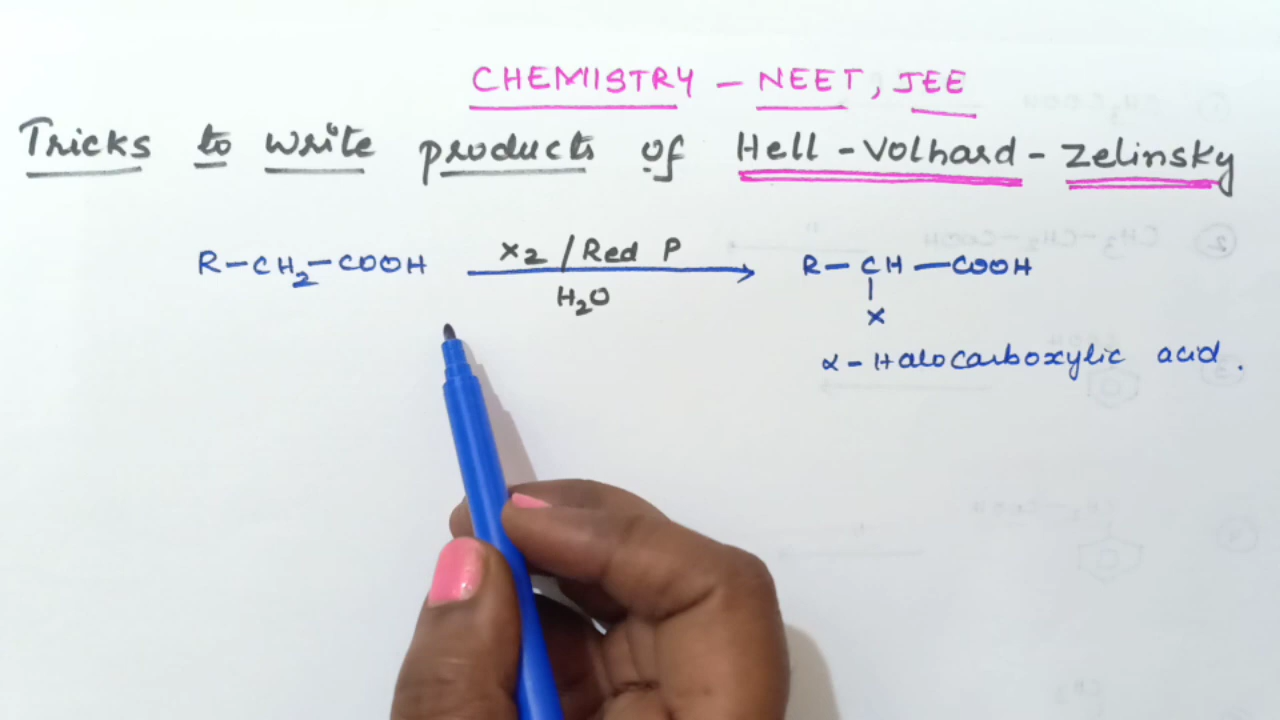 CHEMISTRY - NEET, JEE
Tricks to write products of Hell - Volhard - Zelinsky
R-CH2-COOH X2 / Red P H2O R-CH-COOH
X
α-Halocarboxylic acid.